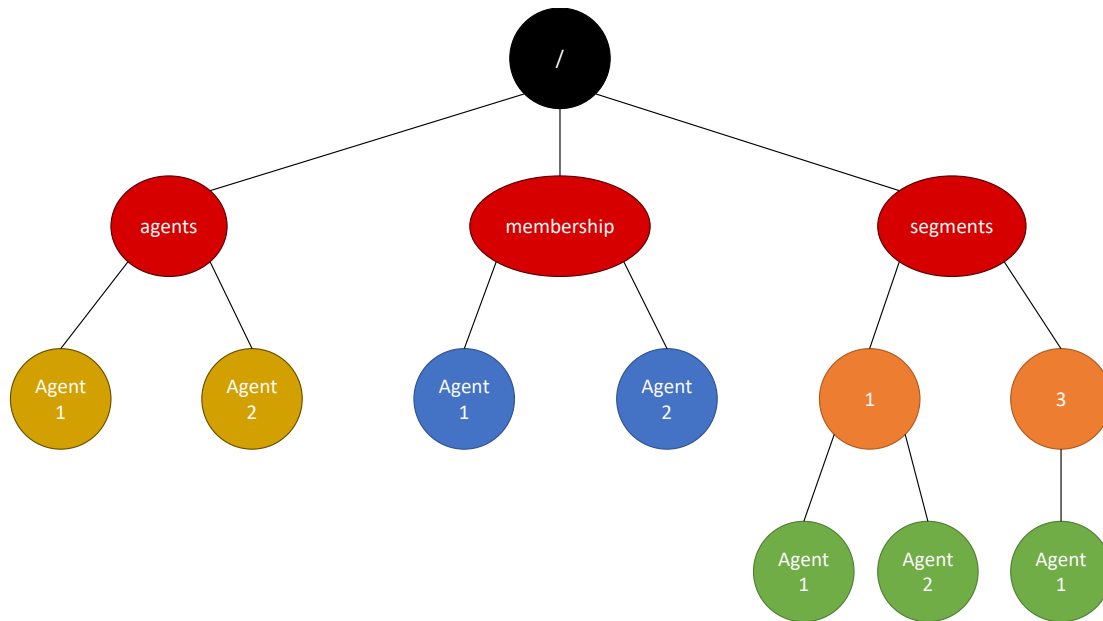 /
agents
membership
segments
Agent
1
Agent
2
Agent
1
Agent
2
1
3
Agent
1
Agent
2
Agent
1